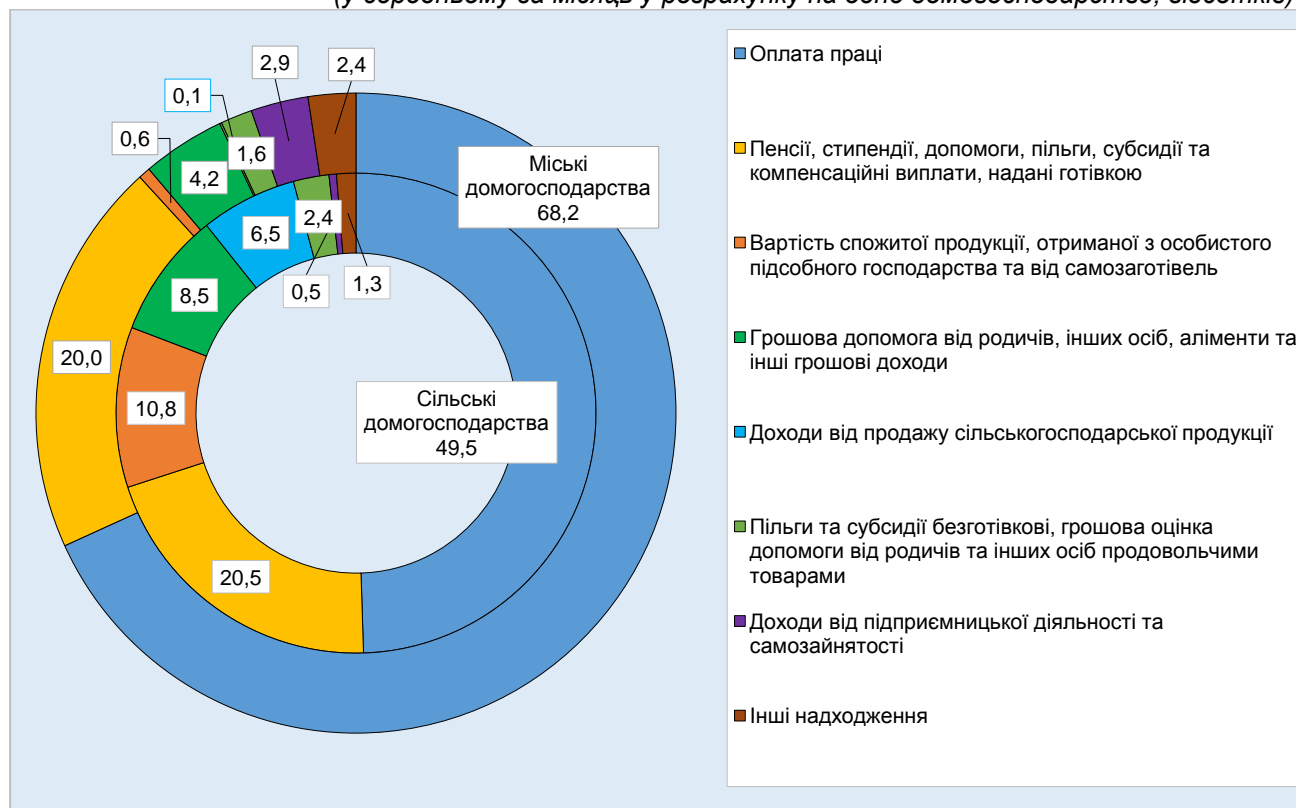 2,9
2,4
0,1
0,6
1,6
4,2
Міські
домогосподарства
68,2
6,5
2,4
0,5
1,3
8,5
20,0
10,8
Сільські
домогосподарства
49,5
20,5
Оплата праці
Пенсії, стипендії, допомоги, пільги, субсидії та
компенсаційні виплати, надані готівкою
Вартість спожитої продукції, отриманої з особистого
підсобного господарства та від самозаготівель
Грошова допомога від родичів, інших осіб, аліменти та
інші грошові доходи
Доходи від продажу сільськогосподарської продукції
Пільги та субсидії безготівкові, грошова оцінка
допомоги від родичів та інших осіб продовольчими
товарами
Доходи від підприємницької діяльності та
самозайнятості
Інші надходження